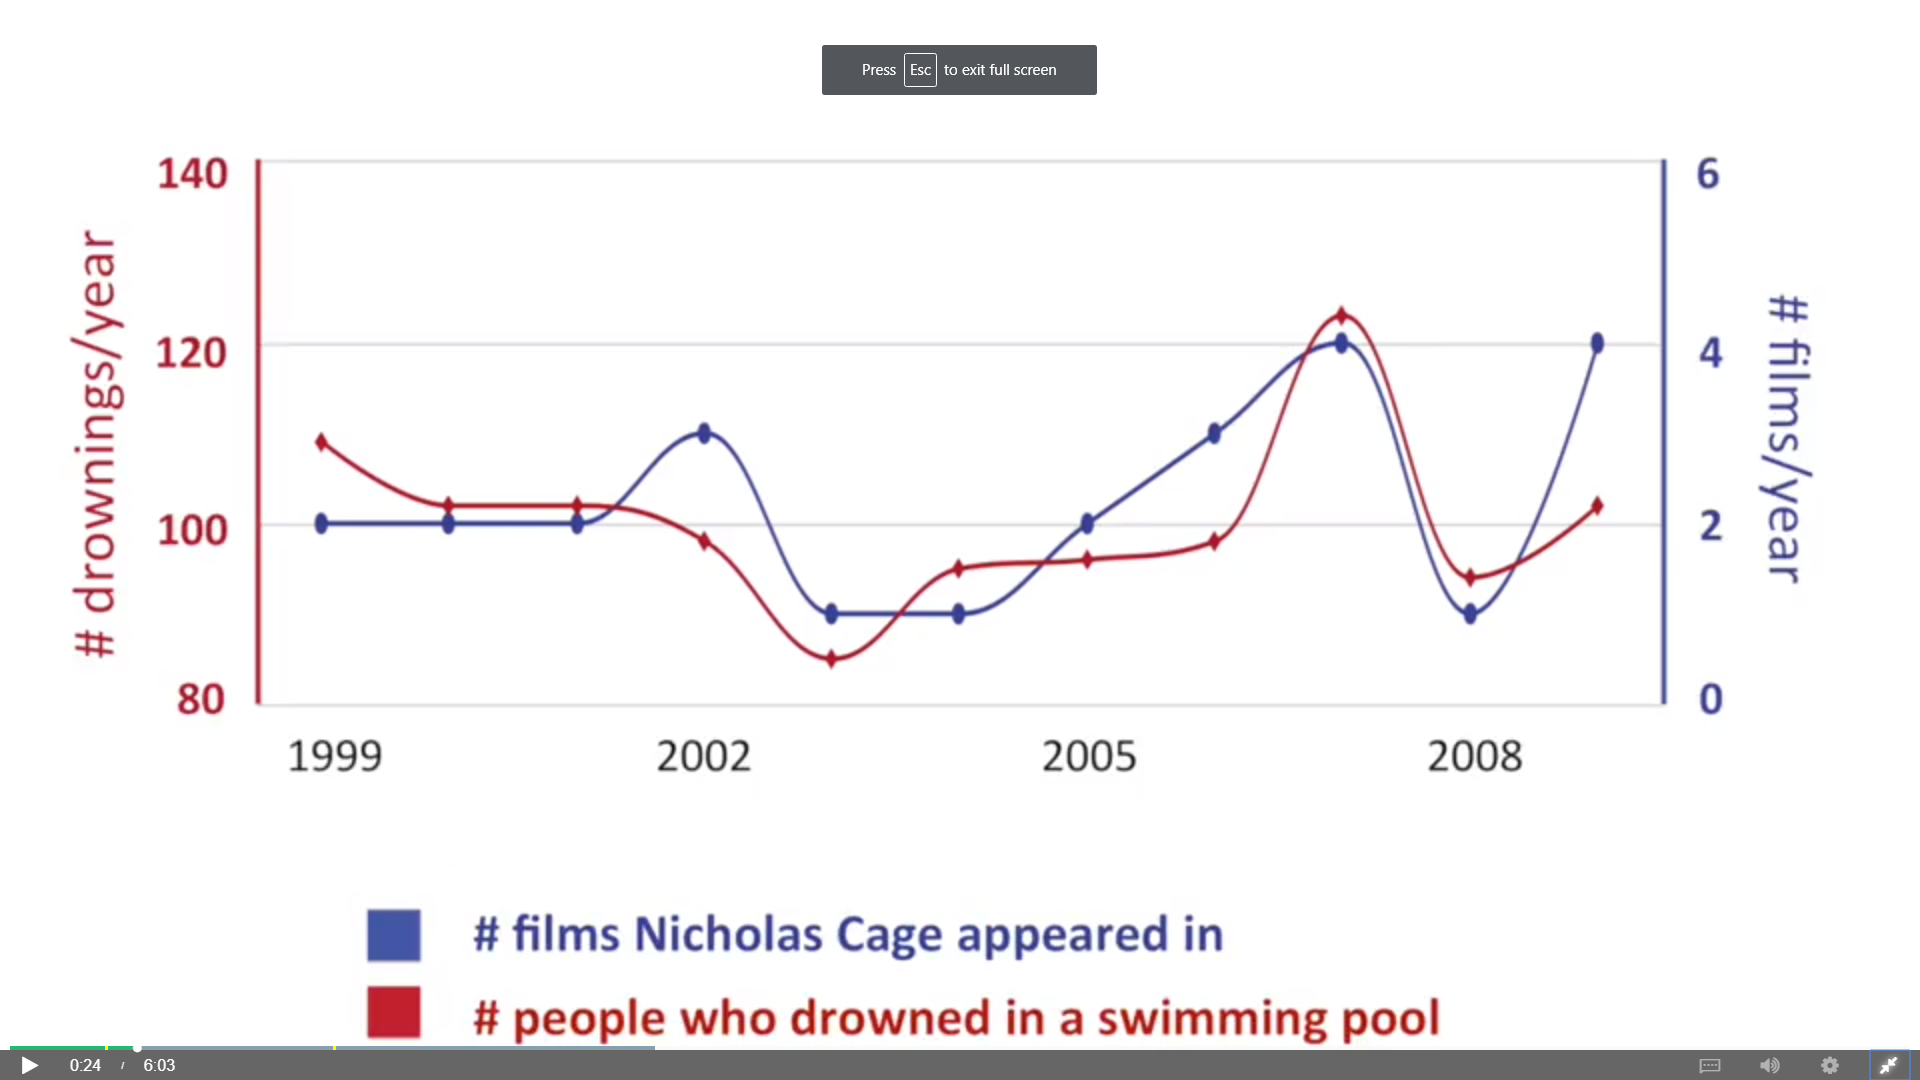 Press Esc to exit full screen
140
120
100
80
# drownings/year
6
4
2
0
# films/year
1999 2002 2005 2008
# films Nicholas Cage appeared in
# people who drowned in a swimming pool
0:24 / 6:03